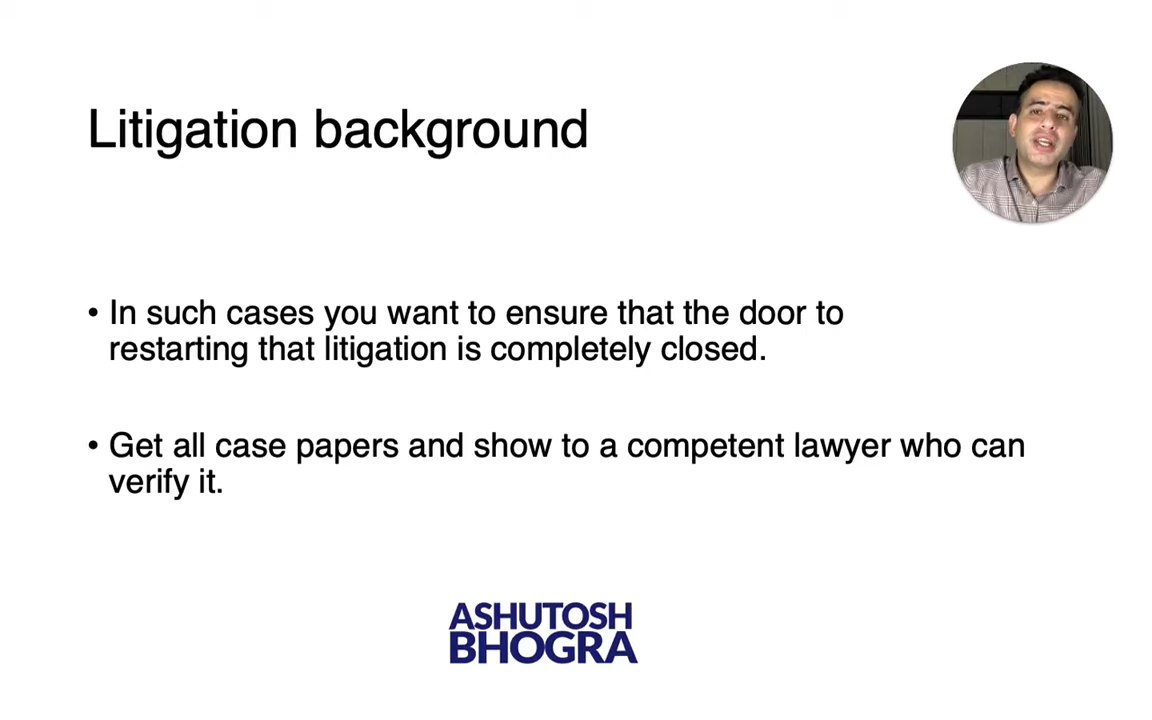 Litigation background
• In such cases you want to ensure that the door to
restarting that litigation is completely closed.
• Get all case papers and show to a competent lawyer who can
verify it.
ASHUTOSH
BHOGRA